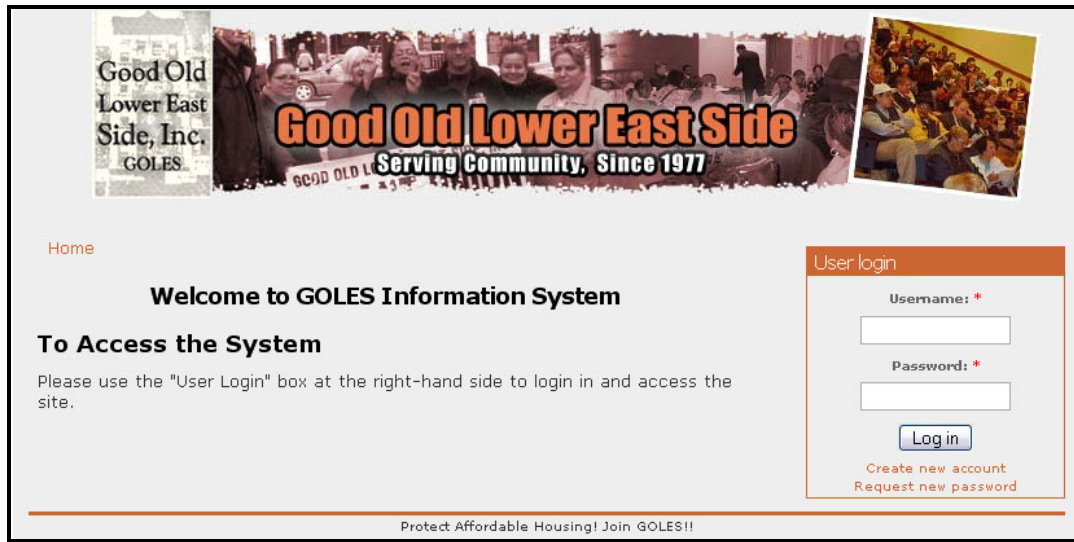 Good Old
Lower East
Side, Inc.
GOLES
Good Old Lower East Side
Serving Community, Since 1977
GOOD OLD
Home
Welcome to GOLES Information System
To Access the System
Please use the "User Login" box at the right-hand side to login in and access the
site.
User login
Username: *
Password: *
Log in
Create new account
Request new password
Protect Affordable Housing! Join GOLES!!